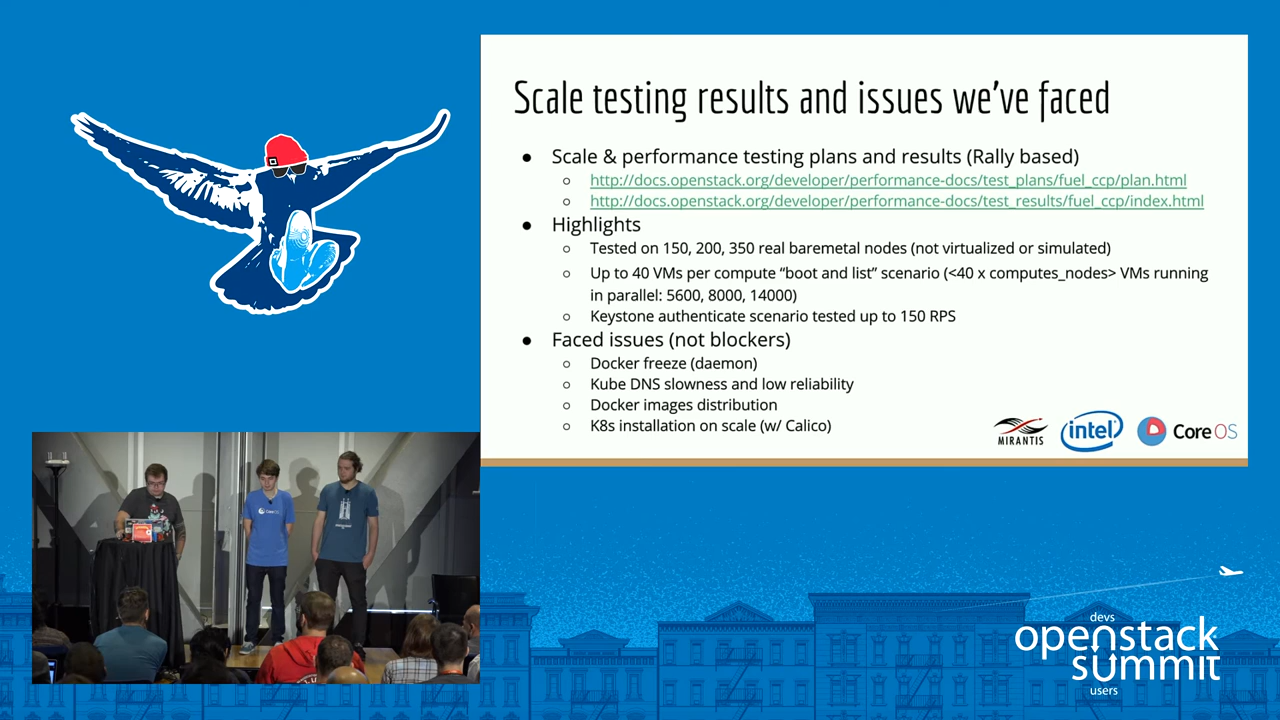 Scale testing results and issues we've faced
● Scale & performance testing plans and results (Rally based)
○ http://docs.openstack.org/developer/performance-docs/test_plans/fuel_ccp/plan.html
○ http://docs.openstack.org/developer/performance-docs/test_results/fuel_ccp/index.html
● Highlights
○ Tested on 150, 200, 350 real baremetal nodes (not virtualized or simulated)
○ Up to 40 VMs per compute “boot and list” scenario (<40 x computes_nodes> VMs running
in parallel: 5600, 8000, 14000)
○ Keystone authenticate scenario tested up to 150 RPS
● Faced issues (not blockers)
○ Docker freeze (daemon)
○ Kube DNS slowness and low reliability
○ Docker images distribution
○ K8s installation on scale (w/ Calico)
MIRANTIS
intel
CoreOS
CoreOS
devs
openstack
summit
users